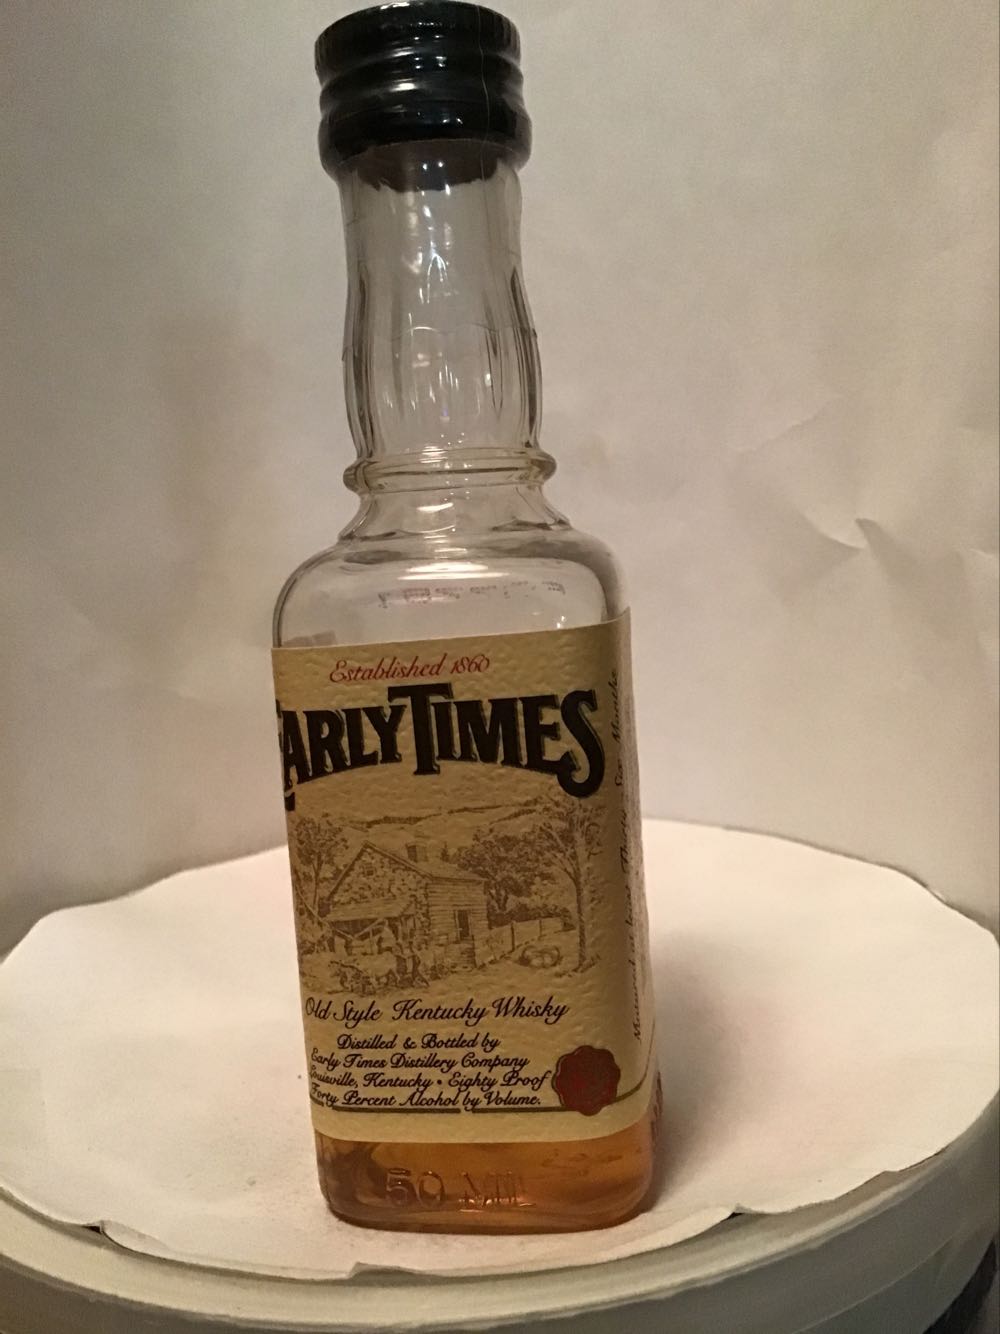 Established 1860
EARLY TIMES
Old Style Kentucky Whisky
Distilled & Bottled by
Early Times Distillery Company
Louisville, Kentucky • Eighty Proof
Forty Percent Alcohol by Volume.
Months
50 ML